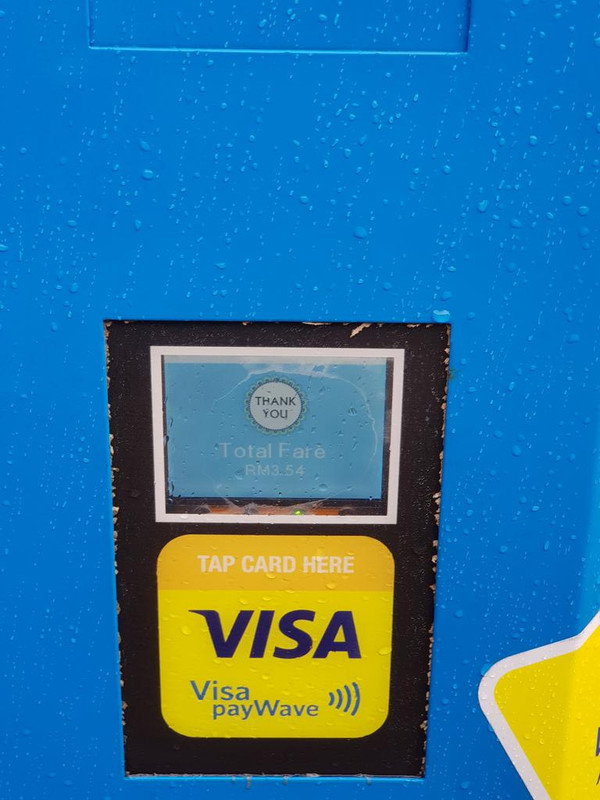 THANK
YOU
Total Fare
RM3.54
TAP CARD HERE
VISA
Visa
payWave